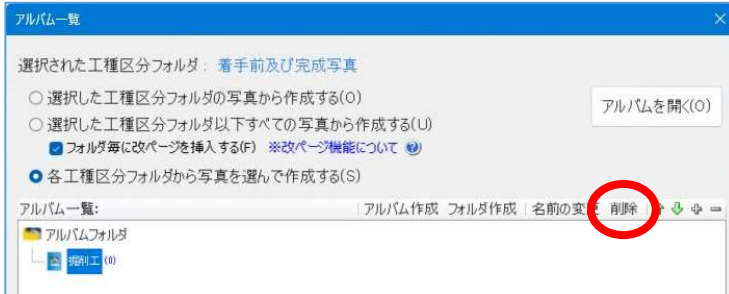 アルバム一覧
選択された工種区分フォルダ： 着手前及び完成写真
選択した工種区分フォルダの写真から作成する(O)
選択した工種区分フォルダ以下すべての写真から作成する(U)
フォルダ毎に改ページを挿入する(F) ※改ページ機能について
各工種区分フォルダから写真を選んで作成する(S)
アルバムを開く(O)
アルバム一覧: アルバム作成 フォルダ作成 名前の変更 削除
アルバムフォルダ
掘削工 (0)